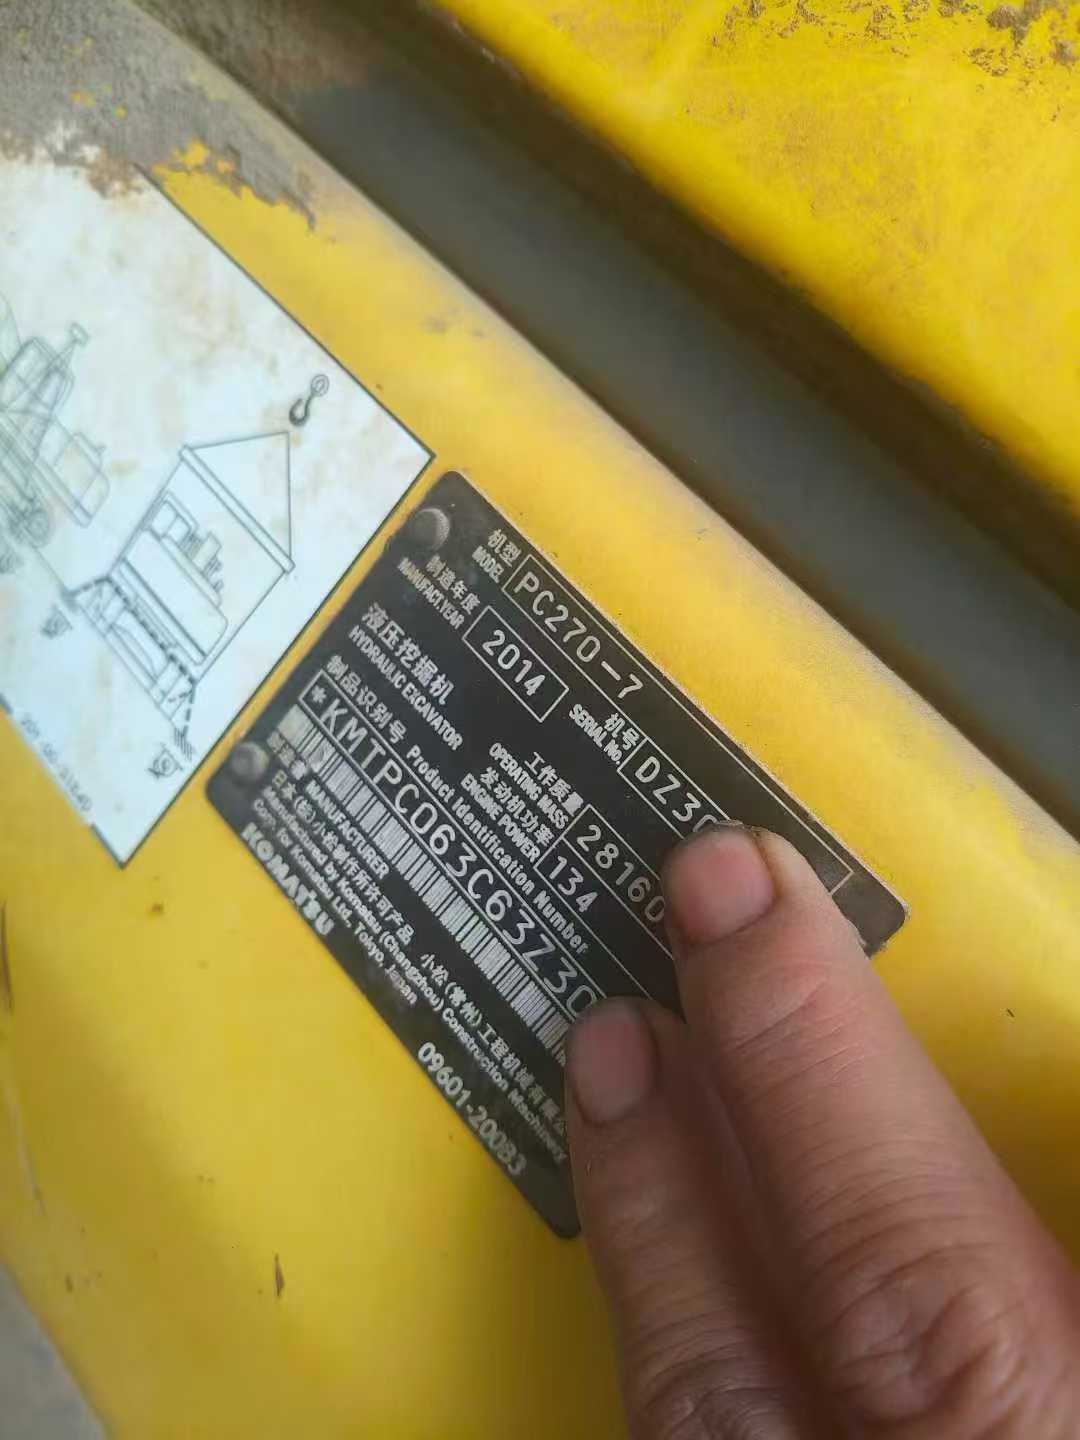 机型
MODEL
PC270-7
机号
SERIAL No.
DZ30
制造年度
MANUFACT.YEAR
2014
工作质量
OPERATING MASS
28160
液压挖掘机
HYDRAULIC EXCAVATOR
发动机功率
ENGINE POWER
134
制品识别号 Product Identification Number
*KMTPC063C63Z30
制造者 MANUFACTURER
日本(株)小松制作所许可产品 小松(常州)工程机械有限公
Manufactured by Komatsu (Changzhou) Construction Machinery
Corp. for Komatsu Ltd. Tokyo, Japan
KOMATSU
09601-20083